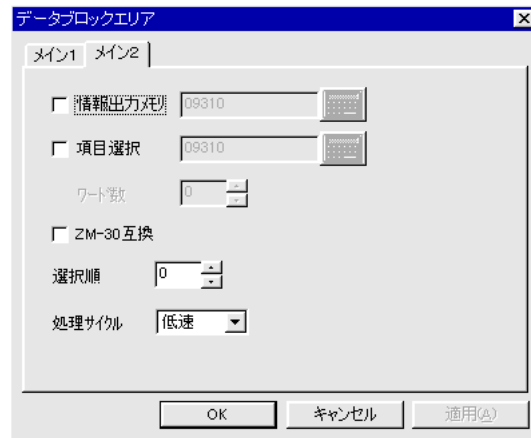 データブロックエリア
メイン1 メイン2
情報出力メモリ 09310
項目選択 09310
ワード数 0
ZM-30互換
選択順 0
処理サイクル 低速
OK キャンセル 適用(A)